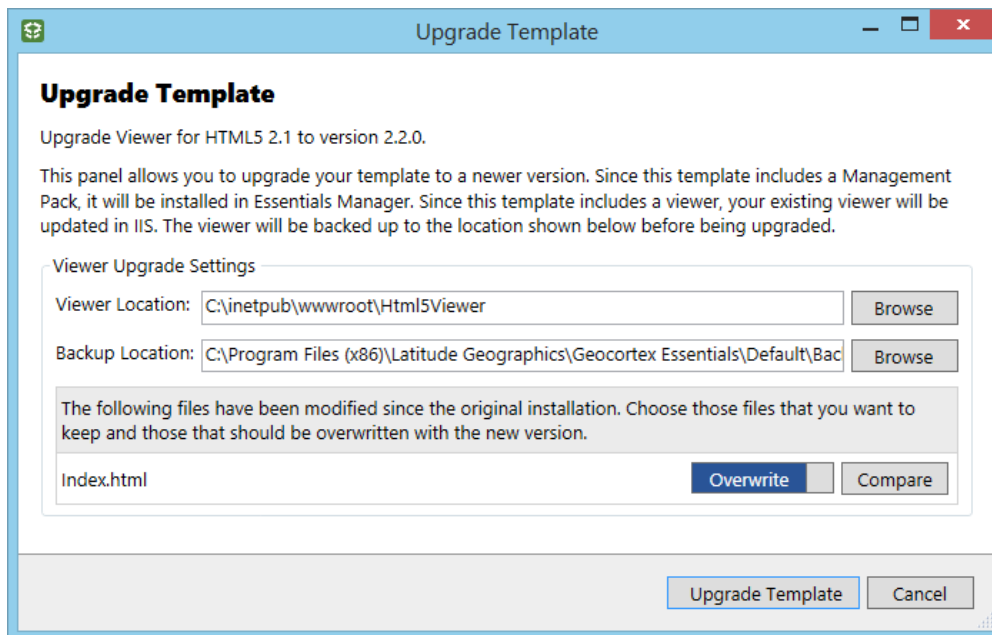 Upgrade Template
Upgrade Template
Upgrade Viewer for HTML5 2.1 to version 2.2.0.
This panel allows you to upgrade your template to a newer version. Since this template includes a Management
Pack, it will be installed in Essentials Manager. Since this template includes a viewer, your existing viewer will be
updated in IIS. The viewer will be backed up to the location shown below before being upgraded.
Viewer Upgrade Settings
Viewer Location: C:\inetpub\wwwroot\Html5Viewer Browse
Backup Location: C:\Program Files (x86)\Latitude Geographics\Geocortex Essentials\Default\Bac Browse
The following files have been modified since the original installation. Choose those files that you want to
keep and those that should be overwritten with the new version.
Index.html Overwrite Compare
Upgrade Template Cancel